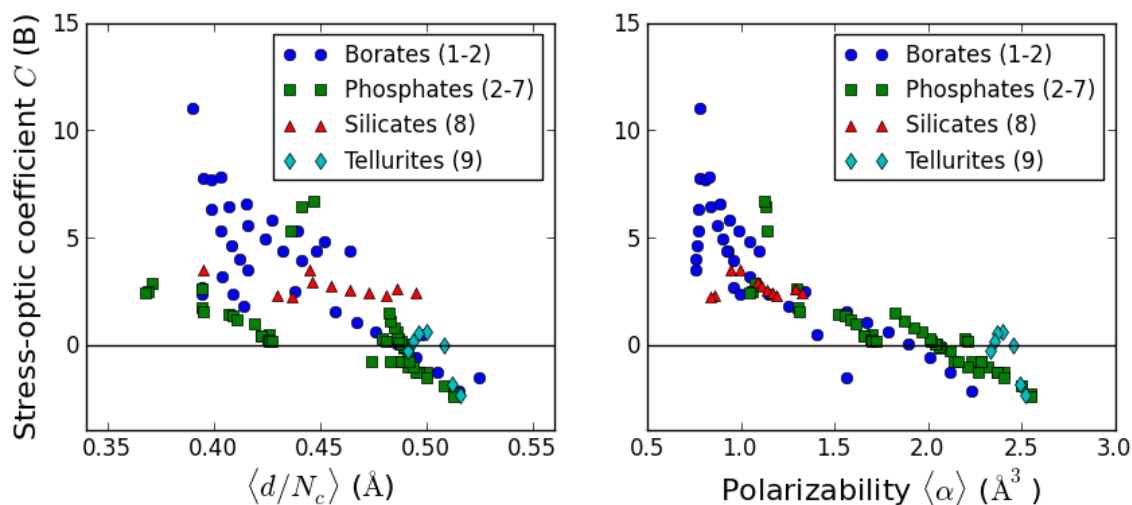 Stress-optic coefficient C (B)
15
10
5
0
0.35 0.40 0.45 0.50 0.55
⟨d/N_c⟩ (Å)
Borates (1-2)
Phosphates (2-7)
Silicates (8)
Tellurites (9)
15
10
5
0
0.5 1.0 1.5 2.0 2.5 3.0
Polarizability ⟨α⟩ (Å³ )
Borates (1-2)
Phosphates (2-7)
Silicates (8)
Tellurites (9)